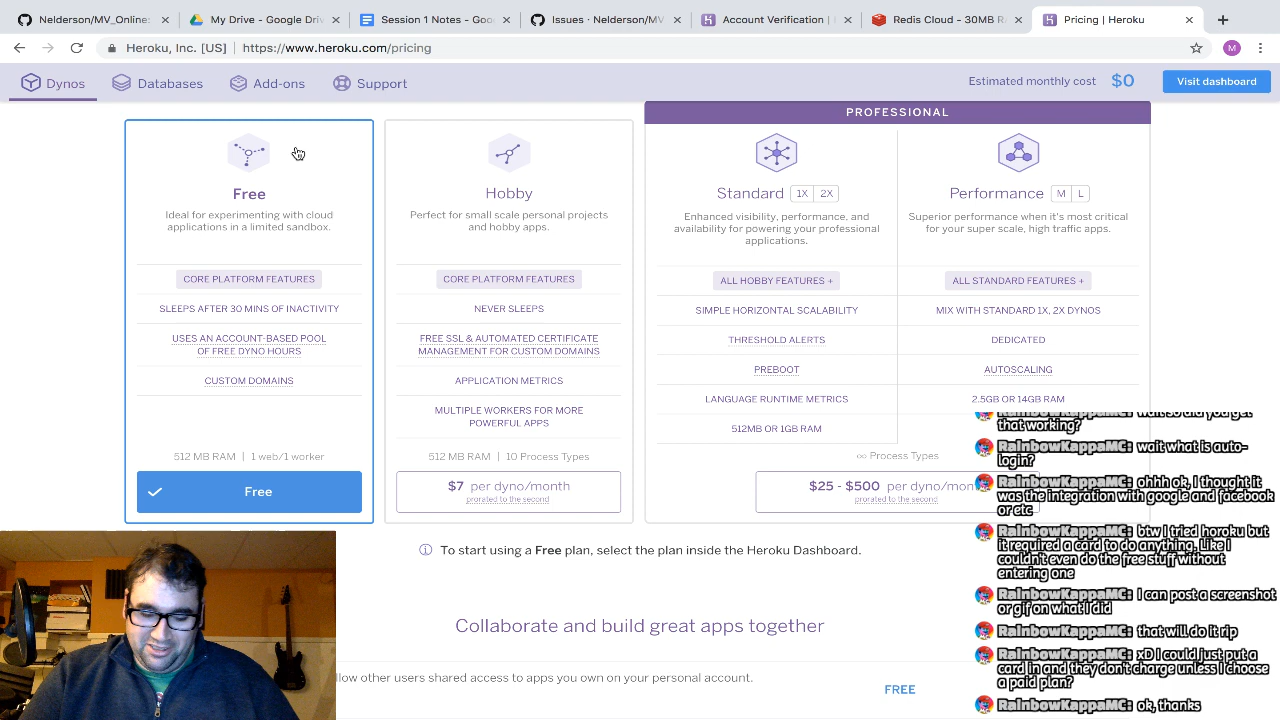 Nelderson/MV_Online:
My Drive - Google Driv
Session 1 Notes - Goo
Issues · Nelderson/MV
Account Verification |
Redis Cloud - 30MB R
Pricing | Heroku
Heroku, Inc. [US]
https://www.heroku.com/pricing
M
Dynos
Databases
Add-ons
Support
Estimated monthly cost $0
Visit dashboard
Free
Ideal for experimenting with cloud
applications in a limited sandbox.
CORE PLATFORM FEATURES
SLEEPS AFTER 30 MINS OF INACTIVITY
USES AN ACCOUNT-BASED POOL
OF FREE DYNO HOURS
CUSTOM DOMAINS
512 MB RAM | 1 web/1 worker
Free
Hobby
Perfect for small scale personal projects
and hobby apps.
CORE PLATFORM FEATURES
NEVER SLEEPS
FREE SSL & AUTOMATED CERTIFICATE
MANAGEMENT FOR CUSTOM DOMAINS
APPLICATION METRICS
MULTIPLE WORKERS FOR MORE
POWERFUL APPS
512 MB RAM | 10 Process Types
$7 per dyno/month
prorated to the second
PROFESSIONAL
Standard 1X 2X
Enhanced visibility, performance, and
availability for powering your professional
applications.
ALL HOBBY FEATURES +
SIMPLE HORIZONTAL SCALABILITY
THRESHOLD ALERTS
PREBOOT
LANGUAGE RUNTIME METRICS
512MB OR 1GB RAM
Performance M L
Superior performance when it's most critical
for your super scale, high traffic apps.
ALL STANDARD FEATURES +
MIX WITH STANDARD 1X, 2X DYNOS
DEDICATED
AUTOSCALING
2.5GB OR 14GB RAM
∞ Process Types
$25 - $500 per dyno/mon
prorated to the second
To start using a Free plan, select the plan inside the Heroku Dashboard.
Collaborate and build great apps together
llow other users shared access to apps you own on your personal account.
FREE
RainbowKappaMC: wait so did you get
that working?
RainbowKappaMC: wait what is auto-
login?
RainbowKappaMC: ohhh ok, I thought it
was the integration with google and facebook
or etc
RainbowKappaMC: btw I tried horoku but
it required a card to do anything, Like I
couldn't even do the free stuff without
entering one
RainbowKappaMC: I can post a screenshot
or gif on what I did
RainbowKappaMC: that will do it rip
RainbowKappaMC: xD I could just put a
card in and they don't charge unless I choose
a paid plan?
RainbowKappaMC: ok, thanks